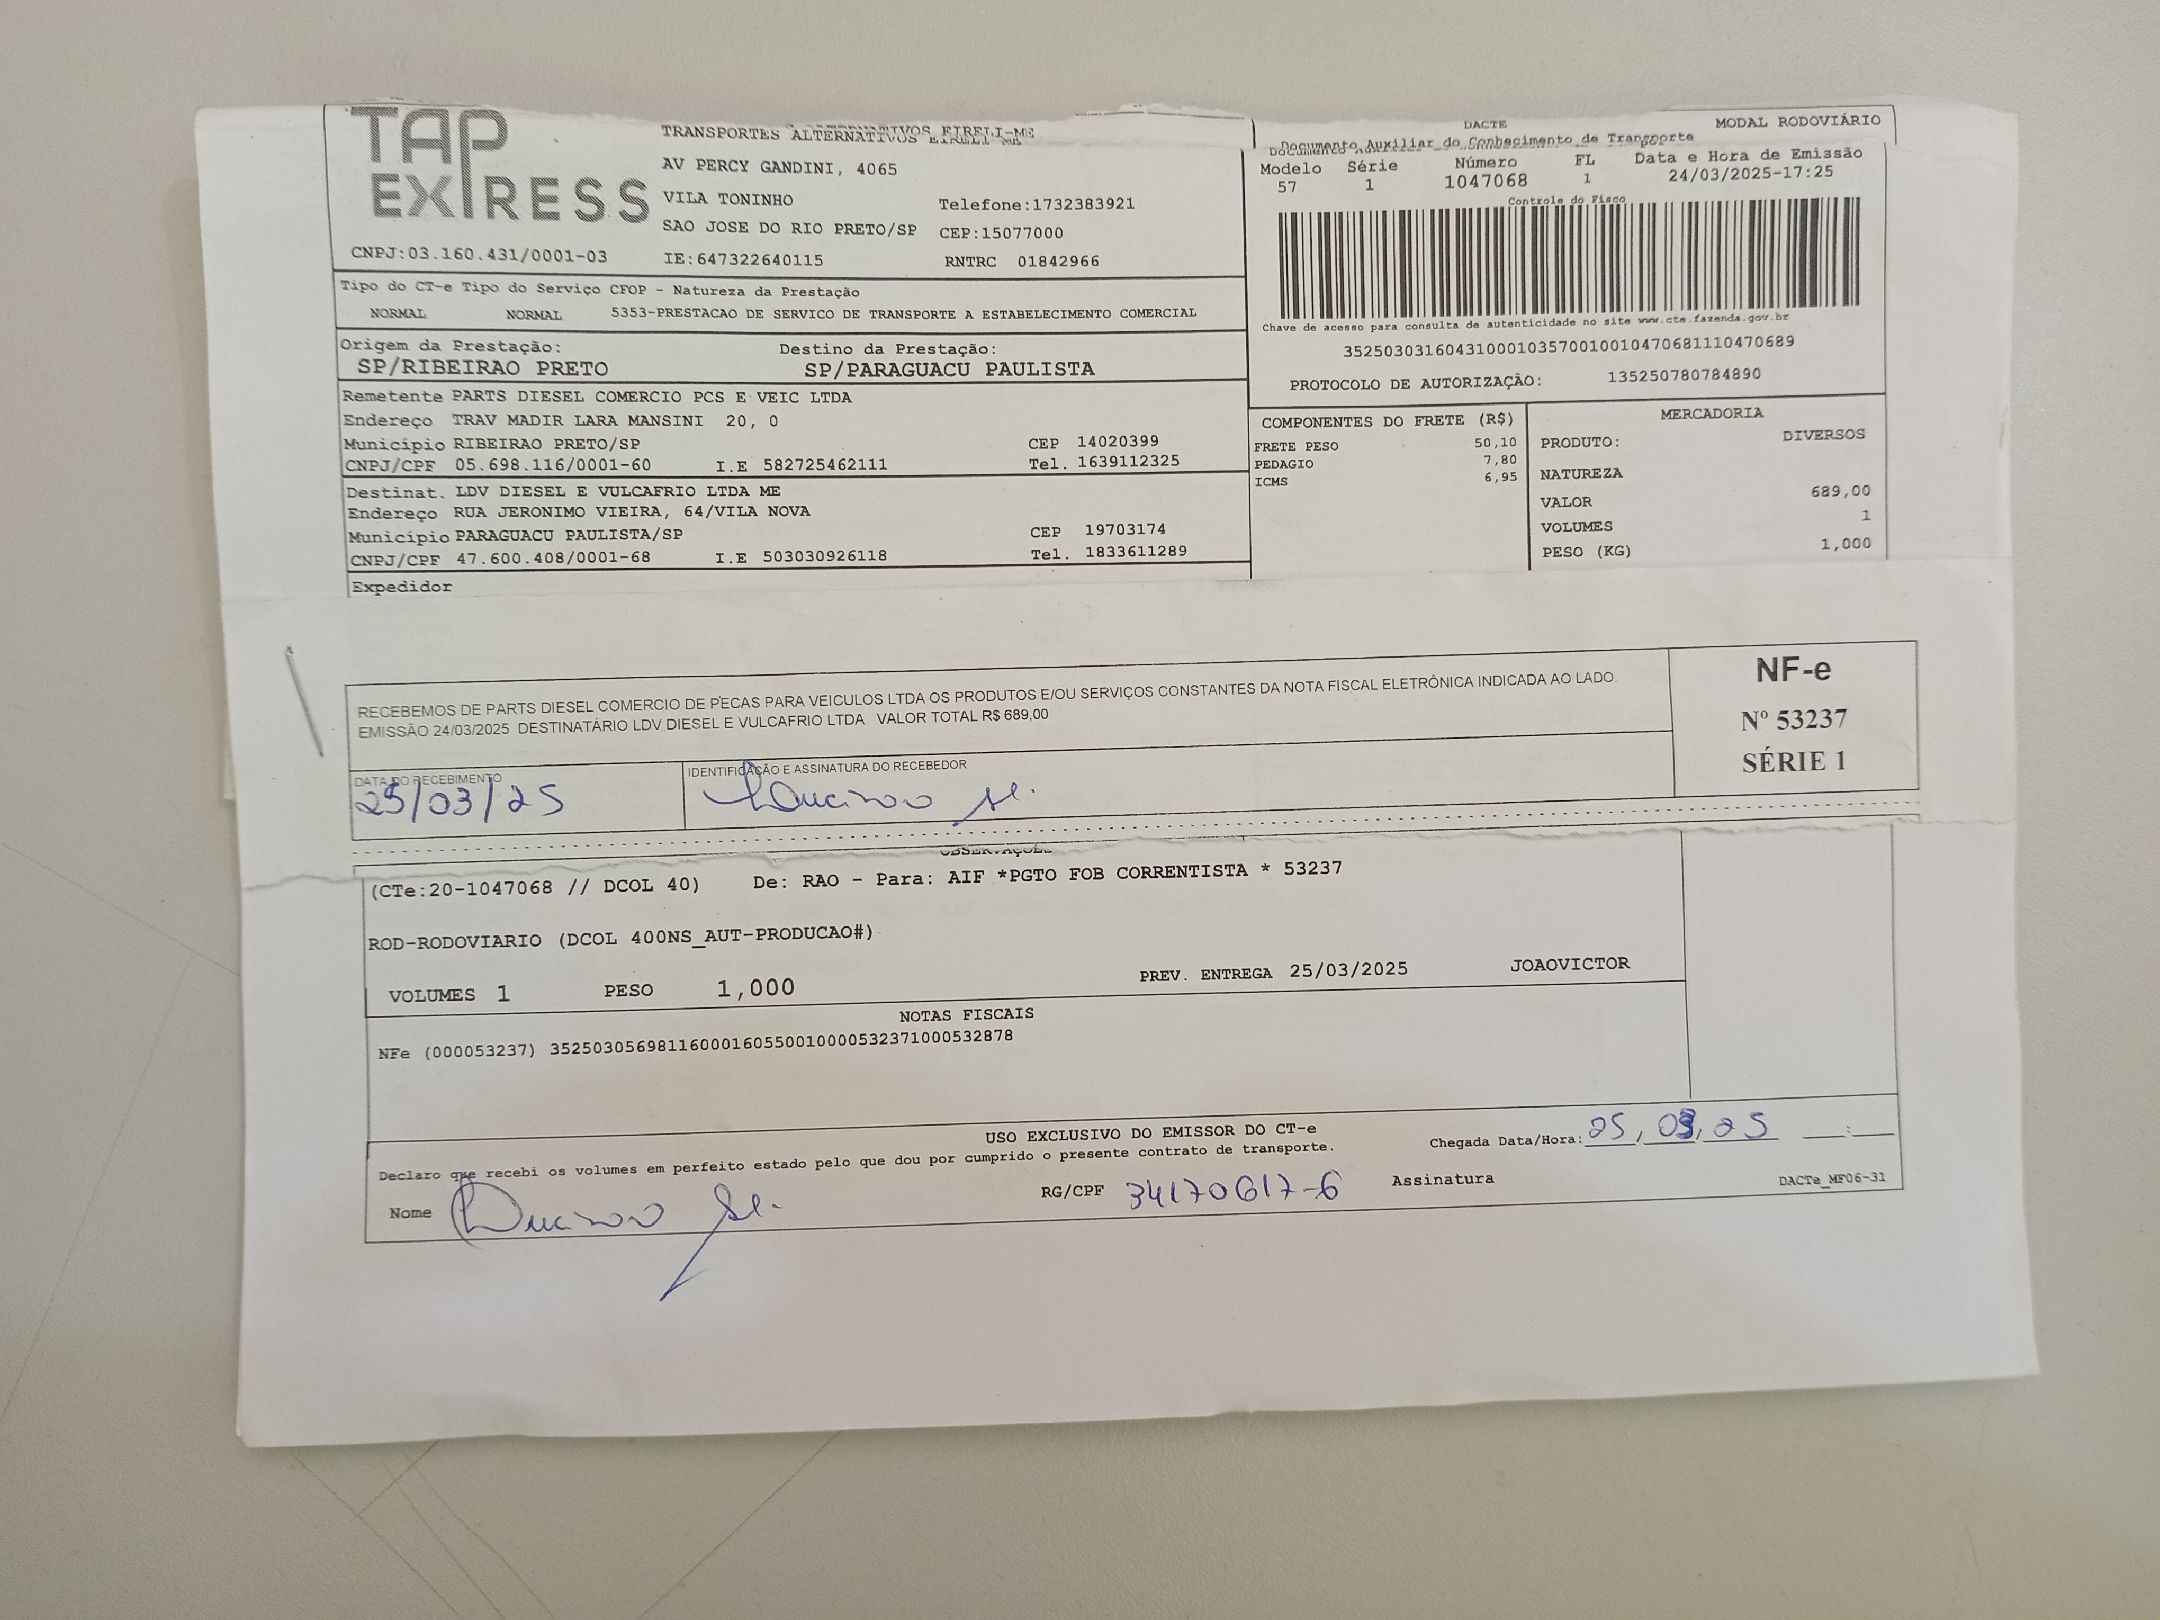 TAP
EXPRESS
TRANSPORTES ALTERNATIVOS EIRELI-ME
AV PERCY GANDINI, 4065
VILA TONINHO Telefone:1732383921
SAO JOSE DO RIO PRETO/SP CEP:15077000
CNPJ:03.160.431/0001-03 IE:647322640115 RNTRC 01842966
DACTE MODAL RODOVIÁRIO
Documento Auxiliar do Conhecimento de Transporte
Modelo Série Número FL Data e Hora de Emissão
57 1 1047068 1 24/03/2025-17:25
Controle do Fisco
Chave de acesso para consulta de autenticidade no site www.cte.fazenda.gov.br
35250303160431000103570010010470681110470689
PROTOCOLO DE AUTORIZAÇÃO: 135250780784890
Tipo do CT-e Tipo do Serviço CFOP - Natureza da Prestação
NORMAL NORMAL 5353-PRESTACAO DE SERVICO DE TRANSPORTE A ESTABELECIMENTO COMERCIAL
Origem da Prestação: Destino da Prestação:
SP/RIBEIRAO PRETO SP/PARAGUACU PAULISTA
Remetente PARTS DIESEL COMERCIO PCS E VEIC LTDA
Endereço TRAV MADIR LARA MANSINI 20, 0
Município RIBEIRAO PRETO/SP CEP 14020399
CNPJ/CPF 05.698.116/0001-60 I.E 582725462111 Tel. 1639112325
Destinat. LDV DIESEL E VULCAFRIO LTDA ME
Endereço RUA JERONIMO VIEIRA, 64/VILA NOVA
Município PARAGUACU PAULISTA/SP CEP 19703174
CNPJ/CPF 47.600.408/0001-68 I.E 503030926118 Tel. 1833611289
Expedidor
COMPONENTES DO FRETE (R$)
FRETE PESO 50,10
PEDAGIO 7,80
ICMS 6,95
MERCADORIA
PRODUTO: DIVERSOS
NATUREZA
VALOR 689,00
VOLUMES 1
PESO (KG) 1,000
RECEBEMOS DE PARTS DIESEL COMERCIO DE PECAS PARA VEICULOS LTDA OS PRODUTOS E/OU SERVIÇOS CONSTANTES DA NOTA FISCAL ELETRÔNICA INDICADA AO LADO.
EMISSÃO 24/03/2025 DESTINATÁRIO LDV DIESEL E VULCAFRIO LTDA VALOR TOTAL R$ 689,00
NF-e
Nº 53237
SÉRIE 1
DATA DO RECEBIMENTO IDENTIFICAÇÃO E ASSINATURA DO RECEBEDOR
25/03/25
OBSERVAÇÕES
(CTe:20-1047068 // DCOL 40) De: RAO - Para: AIF *PGTO FOB CORRENTISTA * 53237
ROD-RODOVIARIO (DCOL 400NS_AUT-PRODUCAO#)
VOLUMES 1 PESO 1,000 PREV. ENTREGA 25/03/2025 JOAOVICTOR
NOTAS FISCAIS
NFe (000053237) 35250305698116000160550010000532371000532878
USO EXCLUSIVO DO EMISSOR DO CT-e
Chegada Data/Hora: 25, 03, 25 :
Declaro que recebi os volumes em perfeito estado pelo que dou por cumprido o presente contrato de transporte.
Nome RG/CPF 34170617-6 Assinatura DACTe_MF06-31